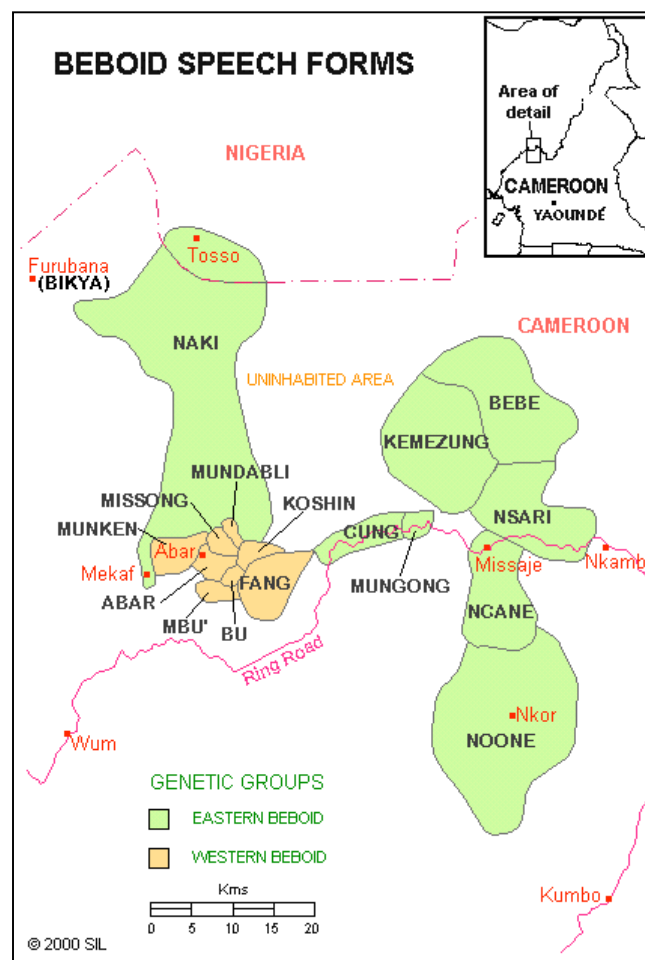 BEBOID SPEECH FORMS
Area of
detail
CAMEROON
YAOUNDÉ
NIGERIA
Furubana
(BIKYA)
Tosso
CAMEROON
NAKI
UNINHABITED AREA
BEBE
KEMEZUNG
MUNDABLI
MISSONG
KOSHIN
MUNKEN
NSARI
CUNG
Abar
Missaje
Nkamb
Mekaf
FANG
MUNGONG
ABAR
NCANE
MBU'
BU
Ring Road
Nkor
Wum
NOONE
GENETIC GROUPS
EASTERN BEBOID
WESTERN BEBOID
Kms
0 5 10 15 20
Kumbo
© 2000 SIL